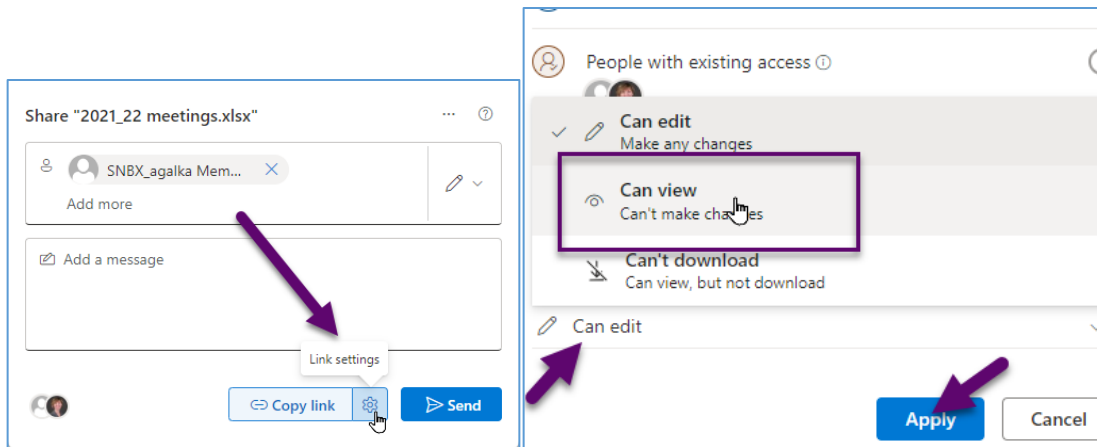 Share "2021_22 meetings.xlsx"
SNBX_agalka Mem...
Add more
Add a message
Link settings
Copy link
Send
People with existing access
Can edit
Make any changes
Can view
Can't make changes
Can't download
Can view, but not download
Can edit
Apply
Cancel